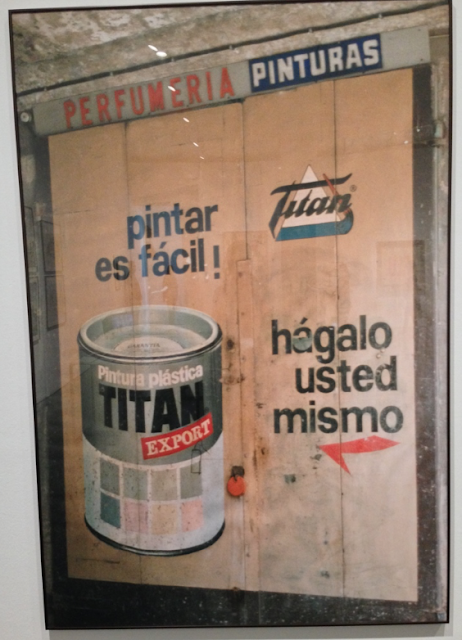 PERFUMERIA PINTURAS
pintar
es fácil!
Titan
Pintura plástica
TITAN
EXPORT
hágalo
usted
mismo